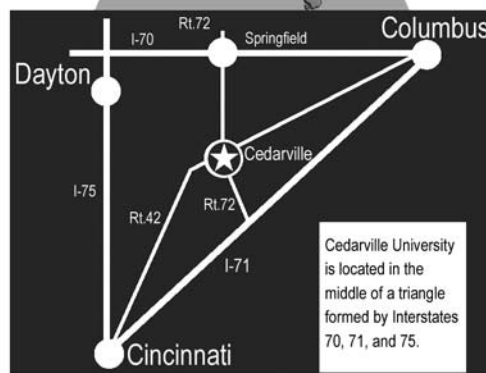 Rt.72
Columbus
I-70
Springfield
Dayton
Cedarville
I-75
Rt.72
Rt.42
I-71
Cedarville University
is located in the
middle of a triangle
formed by Interstates
70, 71, and 75.
Cincinnati